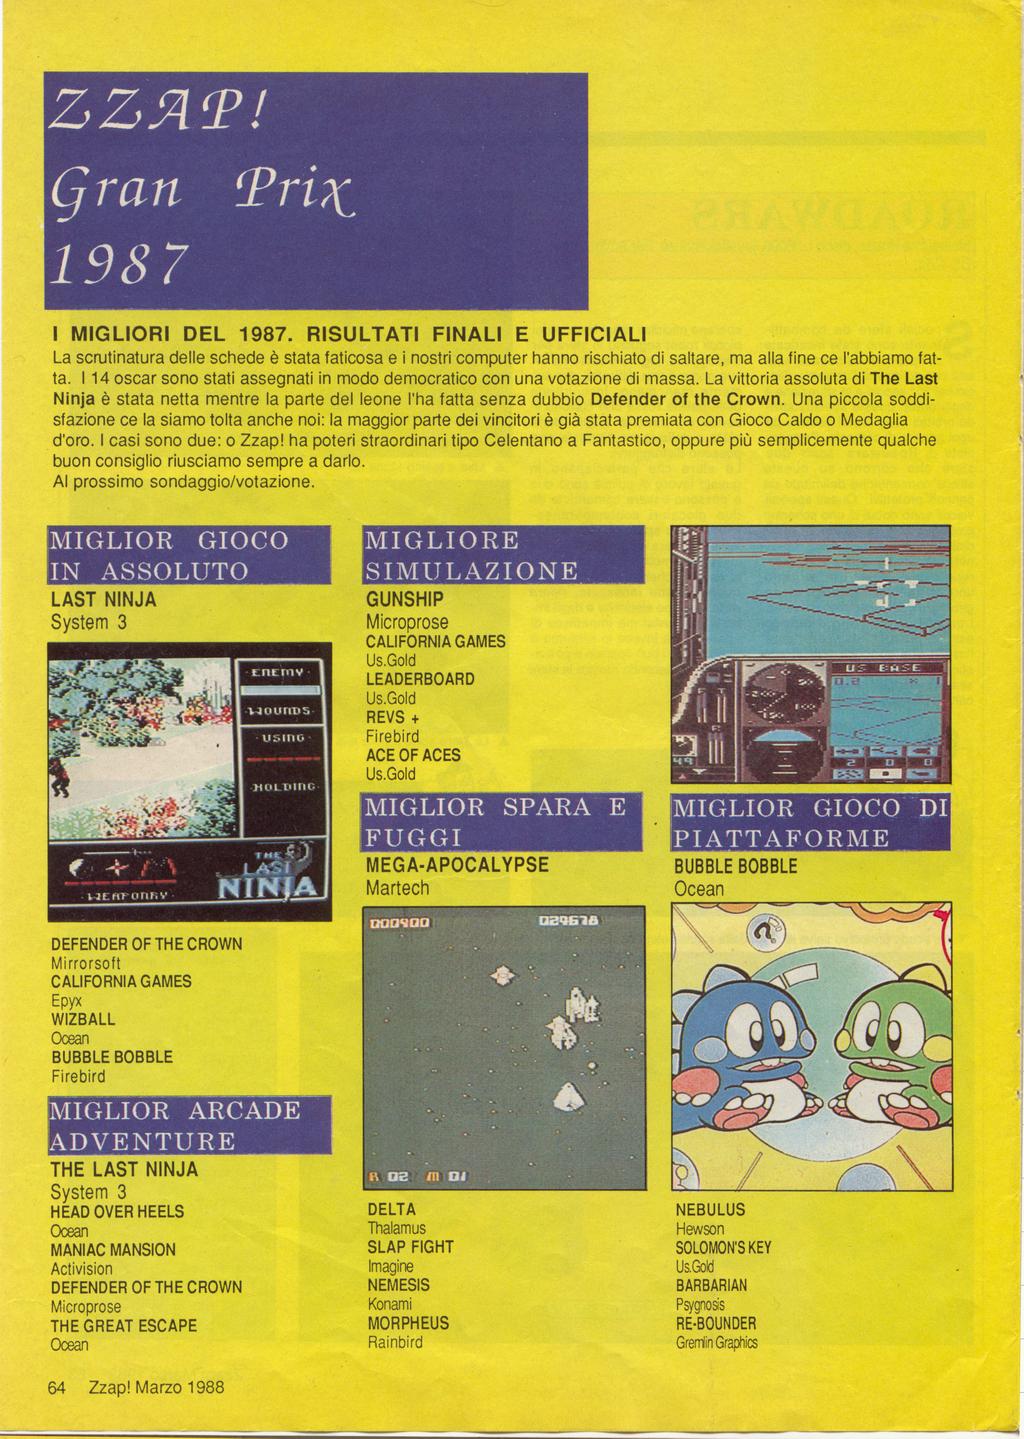 ZZAP!
Gran Prix
1987
I MIGLIORI DEL 1987. RISULTATI FINALI E UFFICIALI
La scrutinatura delle schede è stata faticosa e i nostri computer hanno rischiato di saltare, ma alla fine ce l'abbiamo fat-
ta. I 14 oscar sono stati assegnati in modo democratico con una votazione di massa. La vittoria assoluta di The Last
Ninja è stata netta mentre la parte del leone l'ha fatta senza dubbio Defender of the Crown. Una piccola soddi-
sfazione ce la siamo tolta anche noi: la maggior parte dei vincitori è già stata premiata con Gioco Caldo o Medaglia
d'oro. I casi sono due: o Zzap! ha poteri straordinari tipo Celentano a Fantastico, oppure più semplicemente qualche
buon consiglio riusciamo sempre a darlo.
Al prossimo sondaggio/votazione.
MIGLIOR GIOCO
IN ASSOLUTO
LAST NINJA
System 3
ENEMY
WOUNDS
USING
HOLDING
WEAPONRY
THE
LAST
NINJA
DEFENDER OF THE CROWN
Mirrorsoft
CALIFORNIA GAMES
Epyx
WIZBALL
Ocean
BUBBLE BOBBLE
Firebird
MIGLIOR ARCADE
ADVENTURE
THE LAST NINJA
System 3
HEAD OVER HEELS
Ocean
MANIAC MANSION
Activision
DEFENDER OF THE CROWN
Microprose
THE GREAT ESCAPE
Ocean
MIGLIORE
SIMULAZIONE
GUNSHIP
Microprose
CALIFORNIA GAMES
Us.Gold
LEADERBOARD
Us.Gold
REVS +
Firebird
ACE OF ACES
Us.Gold
MIGLIOR SPARA E
FUGGI
MEGA-APOCALYPSE
Martech
000900 029678
R 02 M 01
DELTA
Thalamus
SLAP FIGHT
Imagine
NEMESIS
Konami
MORPHEUS
Rainbird
US BASE
0.2
2 0 0
MIGLIOR GIOCO DI
PIATTAFORME
BUBBLE BOBBLE
Ocean
?
NEBULUS
Hewson
SOLOMON'S KEY
Us.Gold
BARBARIAN
Psygnosis
RE-BOUNDER
Gremlin Graphics
64 Zzap! Marzo 1988